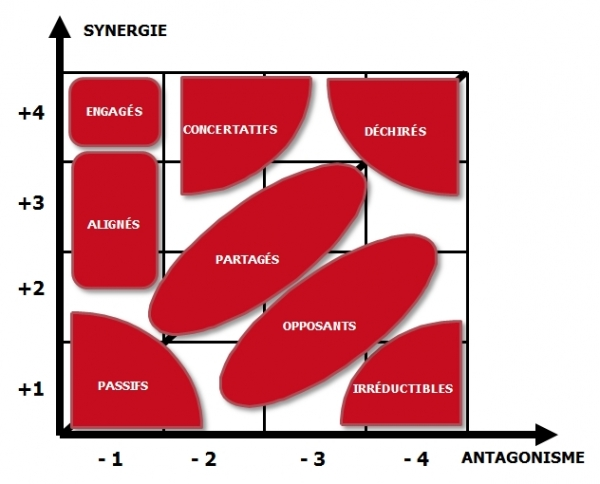 SYNERGIE
+4
ENGAGÉS
CONCERTATIFS
DÉCHIRÉS
+3
ALIGNÉS
PARTAGÉS
+2
OPPOSANTS
+1
PASSIFS
IRRÉDUCTIBLES
- 1
- 2
- 3
- 4
ANTAGONISME